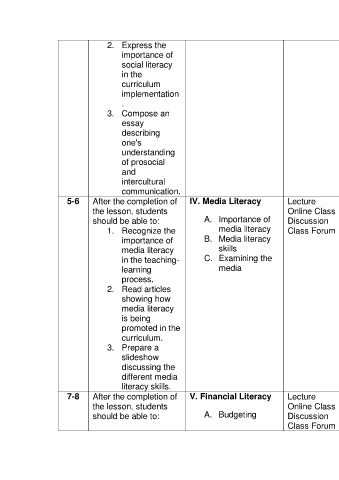 2. Express the
importance of
social literacy
in the
curriculum
implementation
.
3. Compose an
essay
describing
one's
understanding
of prosocial
and
intercultural
communication.
5-6
After the completion of
the lesson, students
should be able to:
1. Recognize the
importance of
media literacy
in the teaching-
learning
process.
2. Read articles
showing how
media literacy
is being
promoted in the
curriculum.
3. Prepare a
slideshow
discussing the
different media
literacy skills.
IV. Media Literacy
A. Importance of
media literacy
B. Media literacy
skills
C. Examining the
media
Lecture
Online Class
Discussion
Class Forum
7-8
After the completion of
the lesson, students
should be able to:
V. Financial Literacy
A. Budgeting
Lecture
Online Class
Discussion
Class Forum